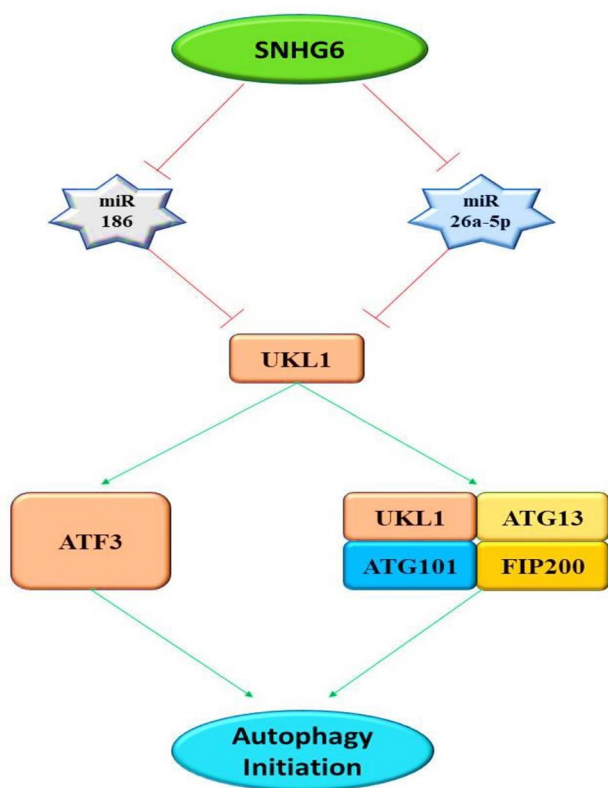 SNHG6
miR
186
miR
26a-5p
UKL1
ATF3
UKL1
ATG13
ATG101
FIP200
Autophagy
Initiation